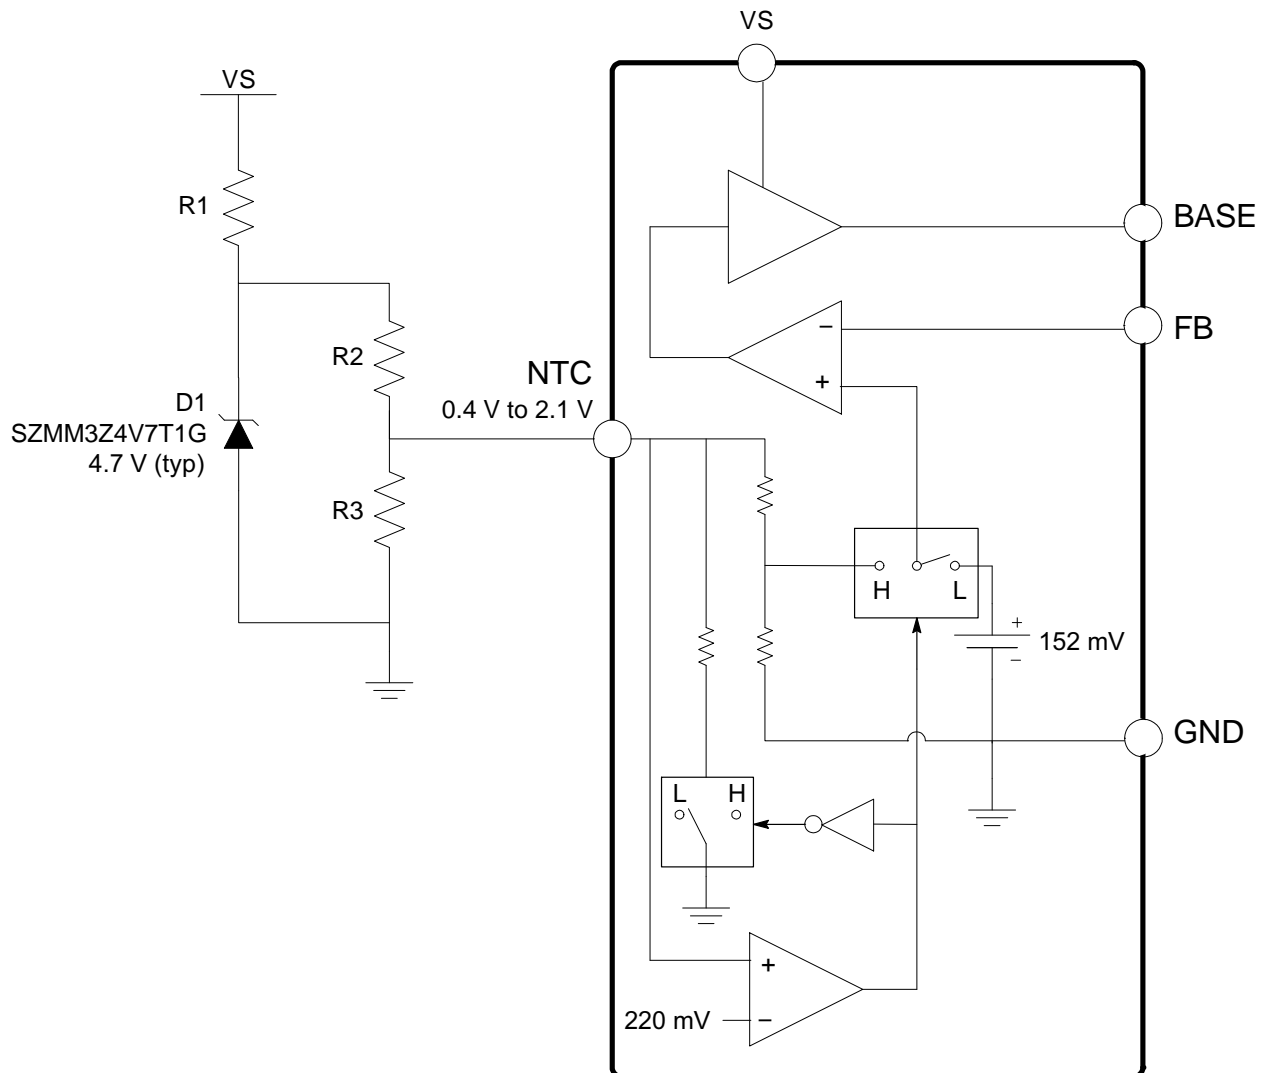 VS
VS
R1
BASE
FB
−
+
R2
NTC
0.4 V to 2.1 V
D1
SZMM3Z4V7T1G
4.7 V (typ)
R3
H
L
+
−
152 mV
GND
L
H
+
220 mV
−